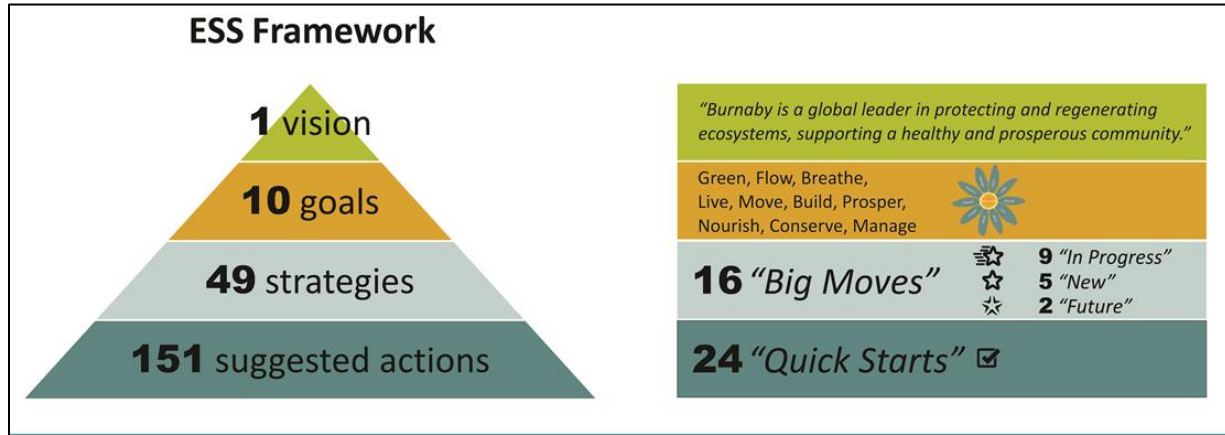 ESS Framework
1 vision
10 goals
49 strategies
151 suggested actions
“Burnaby is a global leader in protecting and regenerating
ecosystems, supporting a healthy and prosperous community.”
Green, Flow, Breathe,
Live, Move, Build, Prosper,
Nourish, Conserve, Manage
16 “Big Moves”
9 “In Progress”
5 “New”
2 “Future”
24 “Quick Starts”